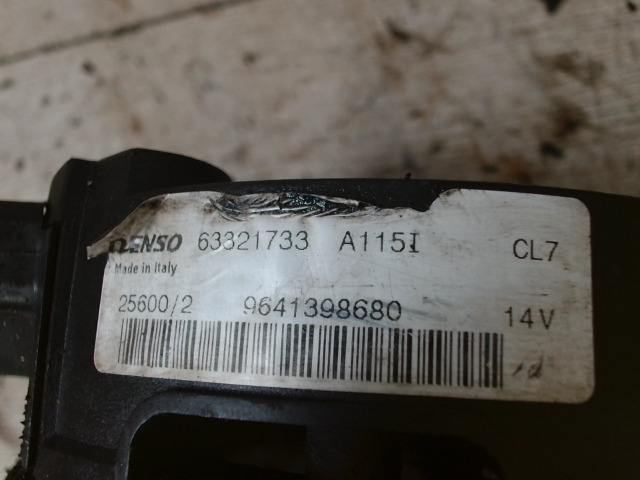 DENSO 63321733 A115I CL7
Made in Italy
25600/2 9641398680 14V